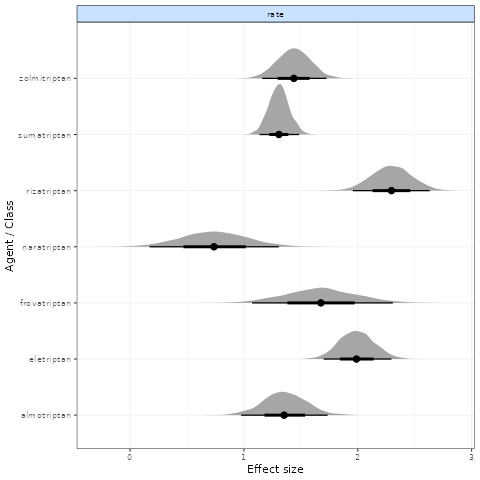 rate
zolmitriptan
sumatriptan
rizatriptan
naratriptan
frovatriptan
eletriptan
almotriptan
Agent / Class
0 1 2 3
Effect size